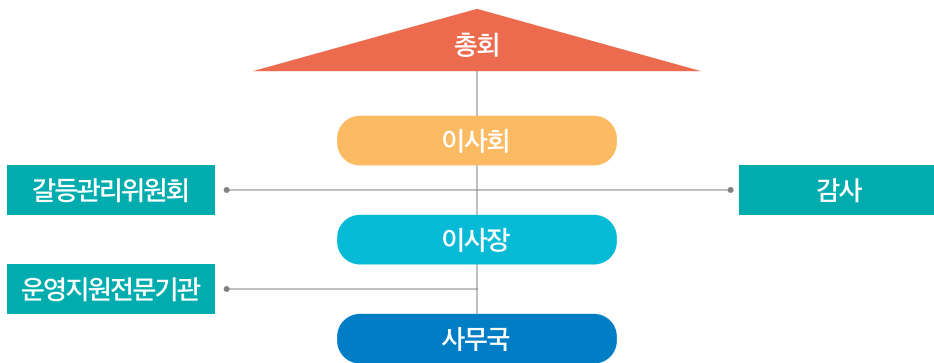 총회
이사회
갈등관리위원회
감사
이사장
운영지원전문기관
사무국